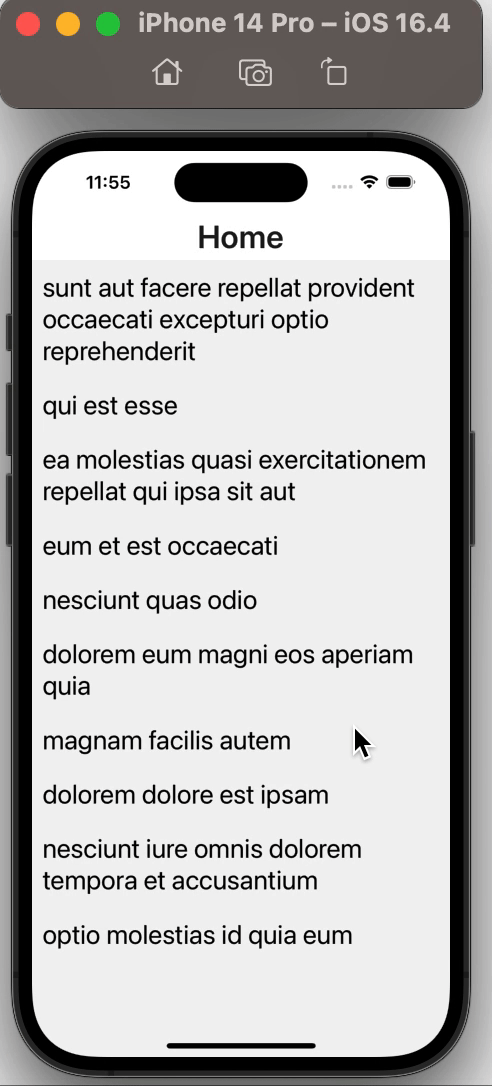 iPhone 14 Pro – iOS 16.4
11:55
Home
sunt aut facere repellat provident
occaecati excepturi optio
reprehenderit
qui est esse
ea molestias quasi exercitationem
repellat qui ipsa sit aut
eum et est occaecati
nesciunt quas odio
dolorem eum magni eos aperiam
quia
magnam facilis autem
dolorem dolore est ipsam
nesciunt iure omnis dolorem
tempora et accusantium
optio molestias id quia eum